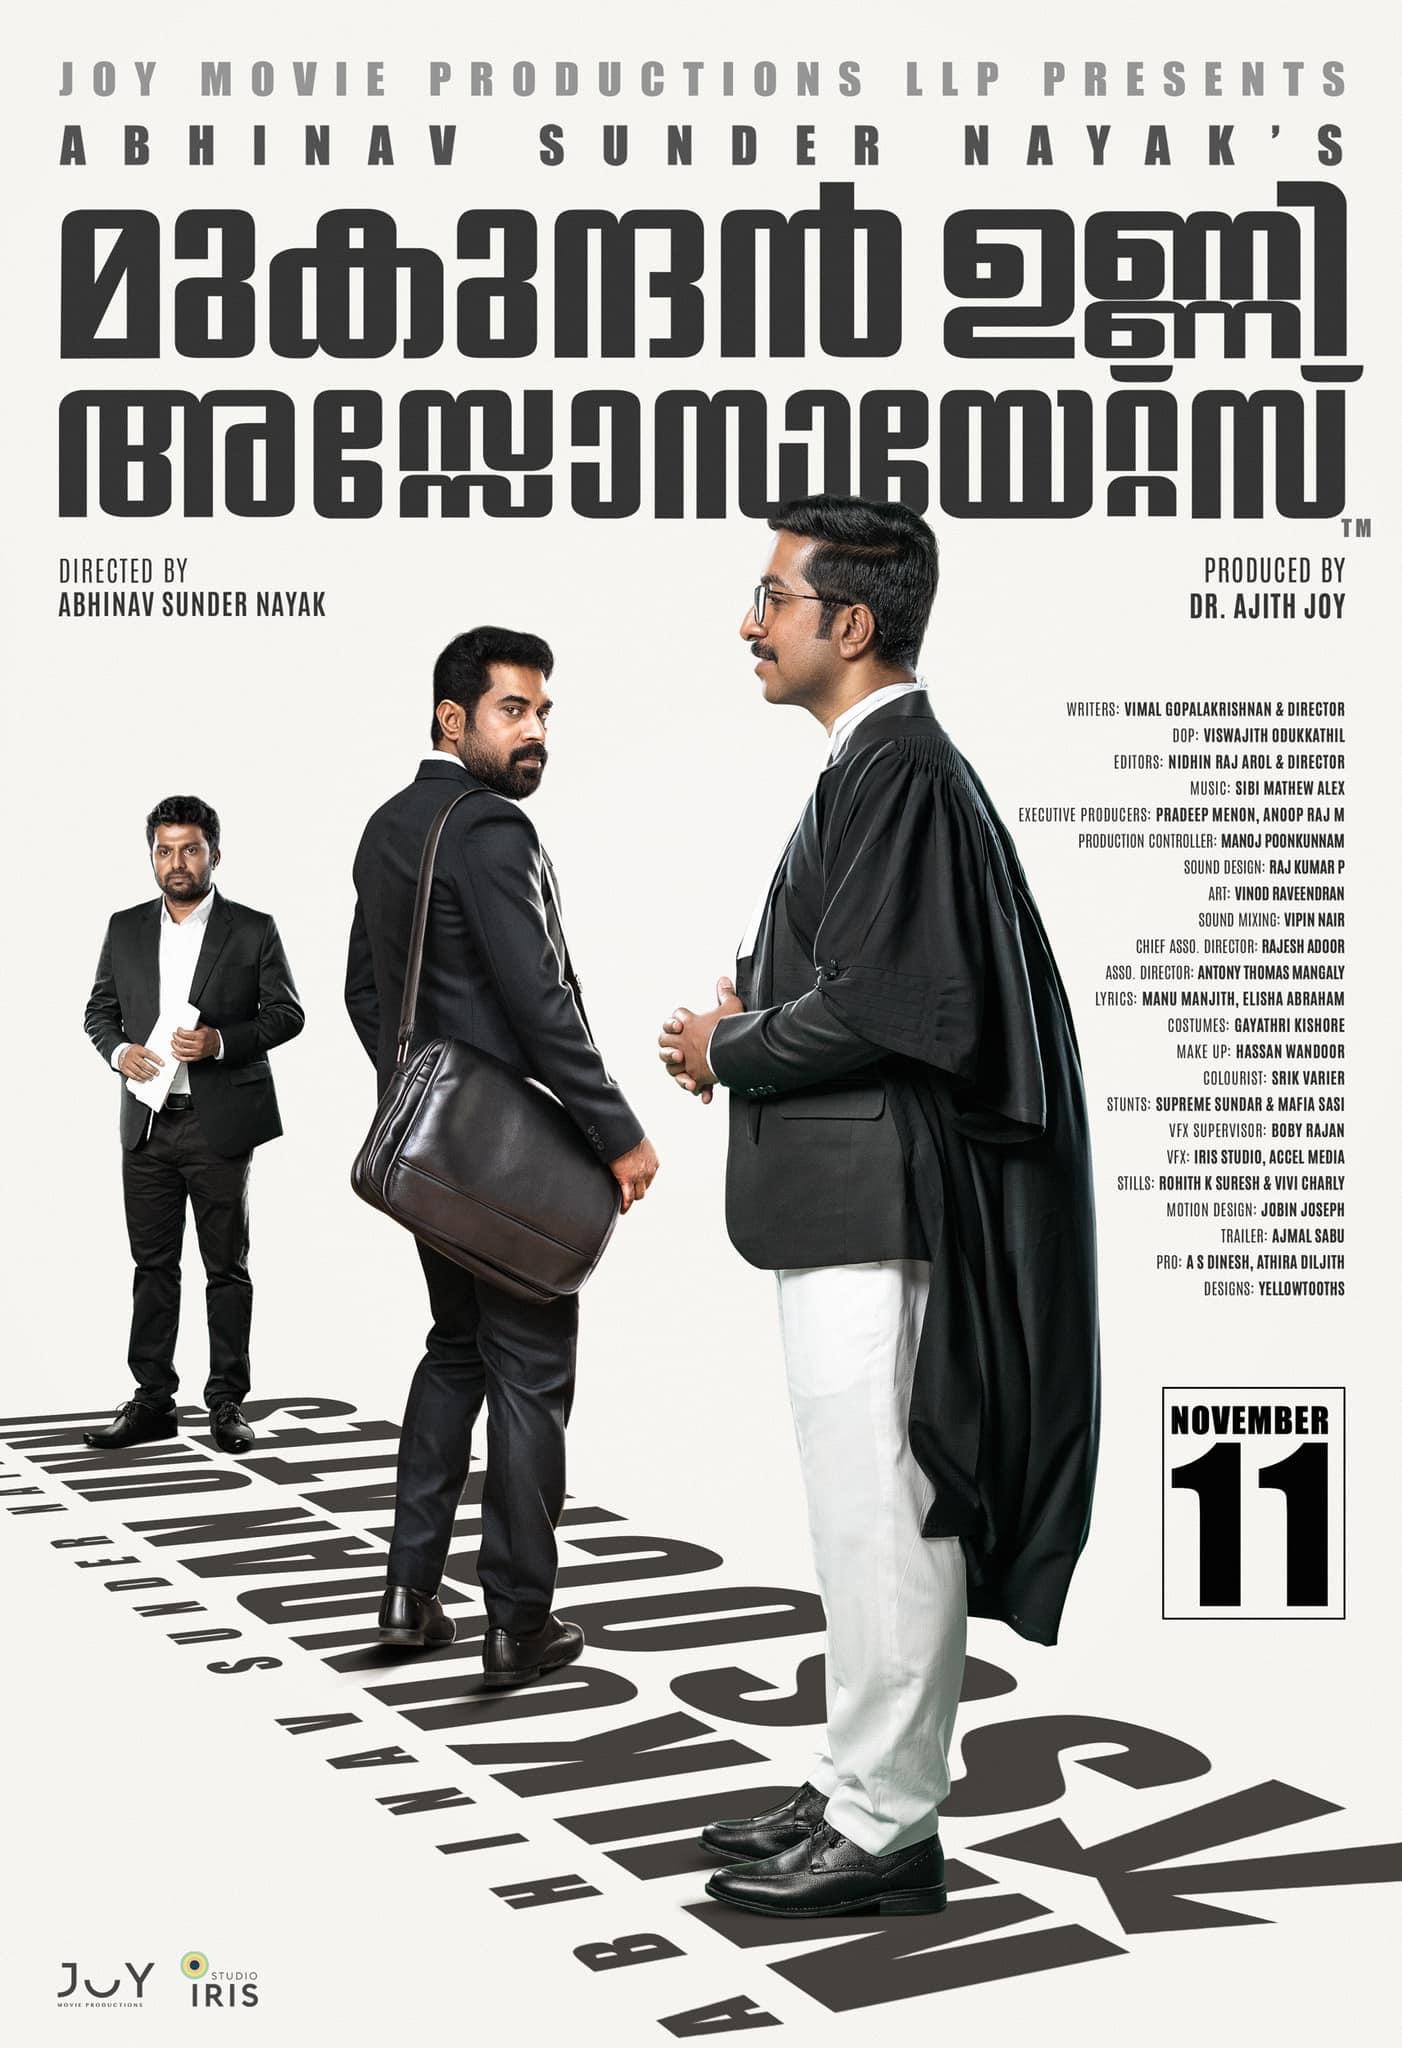 JOY MOVIE PRODUCTIONS LLP PRESENTS
ABHINAV SUNDER NAYAK'S
മുകുന്ദൻ ഉണ്ണി
അസ്സോസിയേറ്റ്സ്
TM
DIRECTED BY
ABHINAV SUNDER NAYAK
PRODUCED BY
DR. AJITH JOY
WRITERS: VIMAL GOPALAKRISHNAN & DIRECTOR
DOP: VISWAJITH ODUKKATHIL
EDITORS: NIDHIN RAJ AROL & DIRECTOR
MUSIC: SIBI MATHEW ALEX
EXECUTIVE PRODUCERS: PRADEEP MENON, ANOOP RAJ M
PRODUCTION CONTROLLER: MANOJ POONKUNNAM
SOUND DESIGN: RAJ KUMAR P
ART: VINOD RAVEENDRAN
SOUND MIXING: VIPIN NAIR
CHIEF ASSO. DIRECTOR: RAJESH ADOOR
ASSO. DIRECTOR: ANTONY THOMAS MANGALY
LYRICS: MANU MANJITH, ELISHA ABRAHAM
COSTUMES: GAYATHRI KISHORE
MAKE UP: HASSAN WANDOOR
COLOURIST: SRIK VARIER
STUNTS: SUPREME SUNDAR & MAFIA SASI
VFX SUPERVISOR: BOBY RAJAN
VFX: IRIS STUDIO, ACCEL MEDIA
STILLS: ROHITH K SURESH & VIVI CHARLY
MOTION DESIGN: JOBIN JOSEPH
TRAILER: AJMAL SABU
PRO: A S DINESH, ATHIRA DILJITH
DESIGNS: YELLOWTOOTHS
NOVEMBER
11
ABHINAV SUNDER
JOY
MOVIE PRODUCTIONS
STUDIO
IRIS